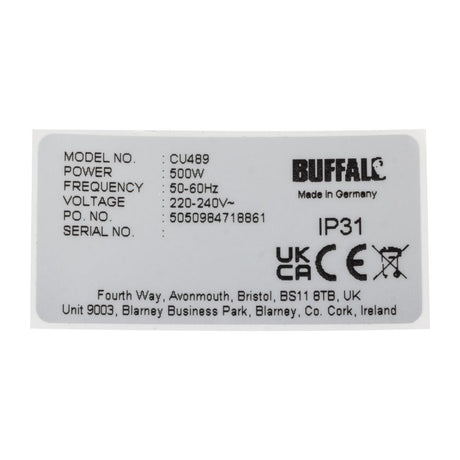 MODEL NO. : CU489
POWER : 500W
FREQUENCY : 50-60Hz
VOLTAGE : 220-240V~
PO. NO. : 5050984718861
SERIAL NO. :
BUFFALO
Made in Germany
IP31
UK
CA CE
Fourth Way, Avonmouth, Bristol, BS11 8TB, UK
Unit 9003, Blarney Business Park, Blarney, Co. Cork, Ireland